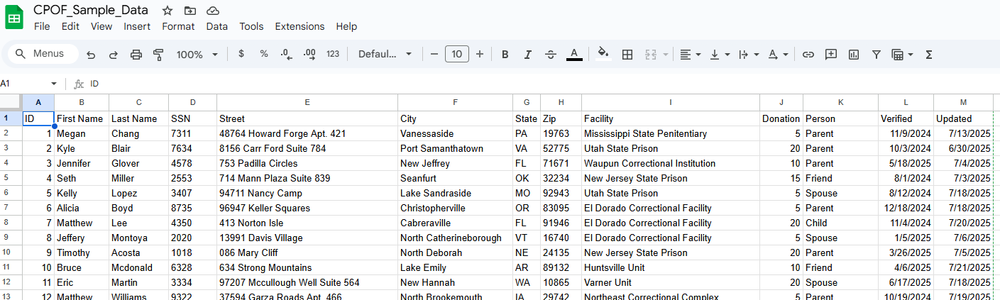 CPOF_Sample_Data
File Edit View Insert Format Data Tools Extensions Help
Menus 100% $ % .0 .00 123 Defaul... 10 B I S A Σ
A1 fx ID
A B C D E F G H I J K L M
1 ID First Name Last Name SSN Street City State Zip Facility Donation Person Verified Updated
2 1 Megan Chang 7311 48764 Howard Forge Apt. 421 Vanessaside PA 19763 Mississippi State Penitentiary 5 Parent 11/9/2024 7/13/2025
3 2 Kyle Blair 7634 8156 Carr Ford Suite 784 Port Samanthatown VA 52775 Utah State Prison 20 Parent 10/3/2024 6/30/2025
4 3 Jennifer Glover 4578 753 Padilla Circles New Jeffrey FL 71671 Waupun Correctional Institution 10 Parent 5/18/2025 7/4/2025
5 4 Seth Miller 2553 714 Mann Plaza Suite 839 Seanfurt OK 32234 New Jersey State Prison 15 Friend 8/1/2024 7/3/2025
6 5 Kelly Lopez 3407 94711 Nancy Camp Lake Sandraside MO 92943 Utah State Prison 5 Spouse 8/12/2024 7/18/2025
7 6 Alicia Boyd 8735 96947 Keller Squares Christopherville OR 83095 El Dorado Correctional Facility 5 Parent 12/18/2024 7/18/2025
8 7 Matthew Lee 4350 413 Norton Isle Cabreraville FL 91946 El Dorado Correctional Facility 20 Child 11/4/2024 7/20/2025
9 8 Jeffery Montoya 2020 13991 Davis Village North Catherineborough VT 16740 El Dorado Correctional Facility 5 Spouse 1/5/2025 7/6/2025
10 9 Timothy Acosta 1018 086 Mary Cliff North Deborah NE 24135 New Jersey State Prison 20 Parent 3/26/2025 7/5/2025
11 10 Bruce Mcdonald 6328 634 Strong Mountains Lake Emily AR 89132 Huntsville Unit 10 Friend 4/6/2025 7/21/2025
12 11 Eric Martin 3334 97207 Mccullough Well Suite 564 New Hannah WA 10865 Varner Unit 20 Spouse 6/17/2025 7/18/2025
13 12 Matthew Williams 9322 37594 Garza Roads Apt. 466 North Brookemouth IA 29742 Northeast Correctional Complex 5 Parent 10/19/2024 7/19/2025